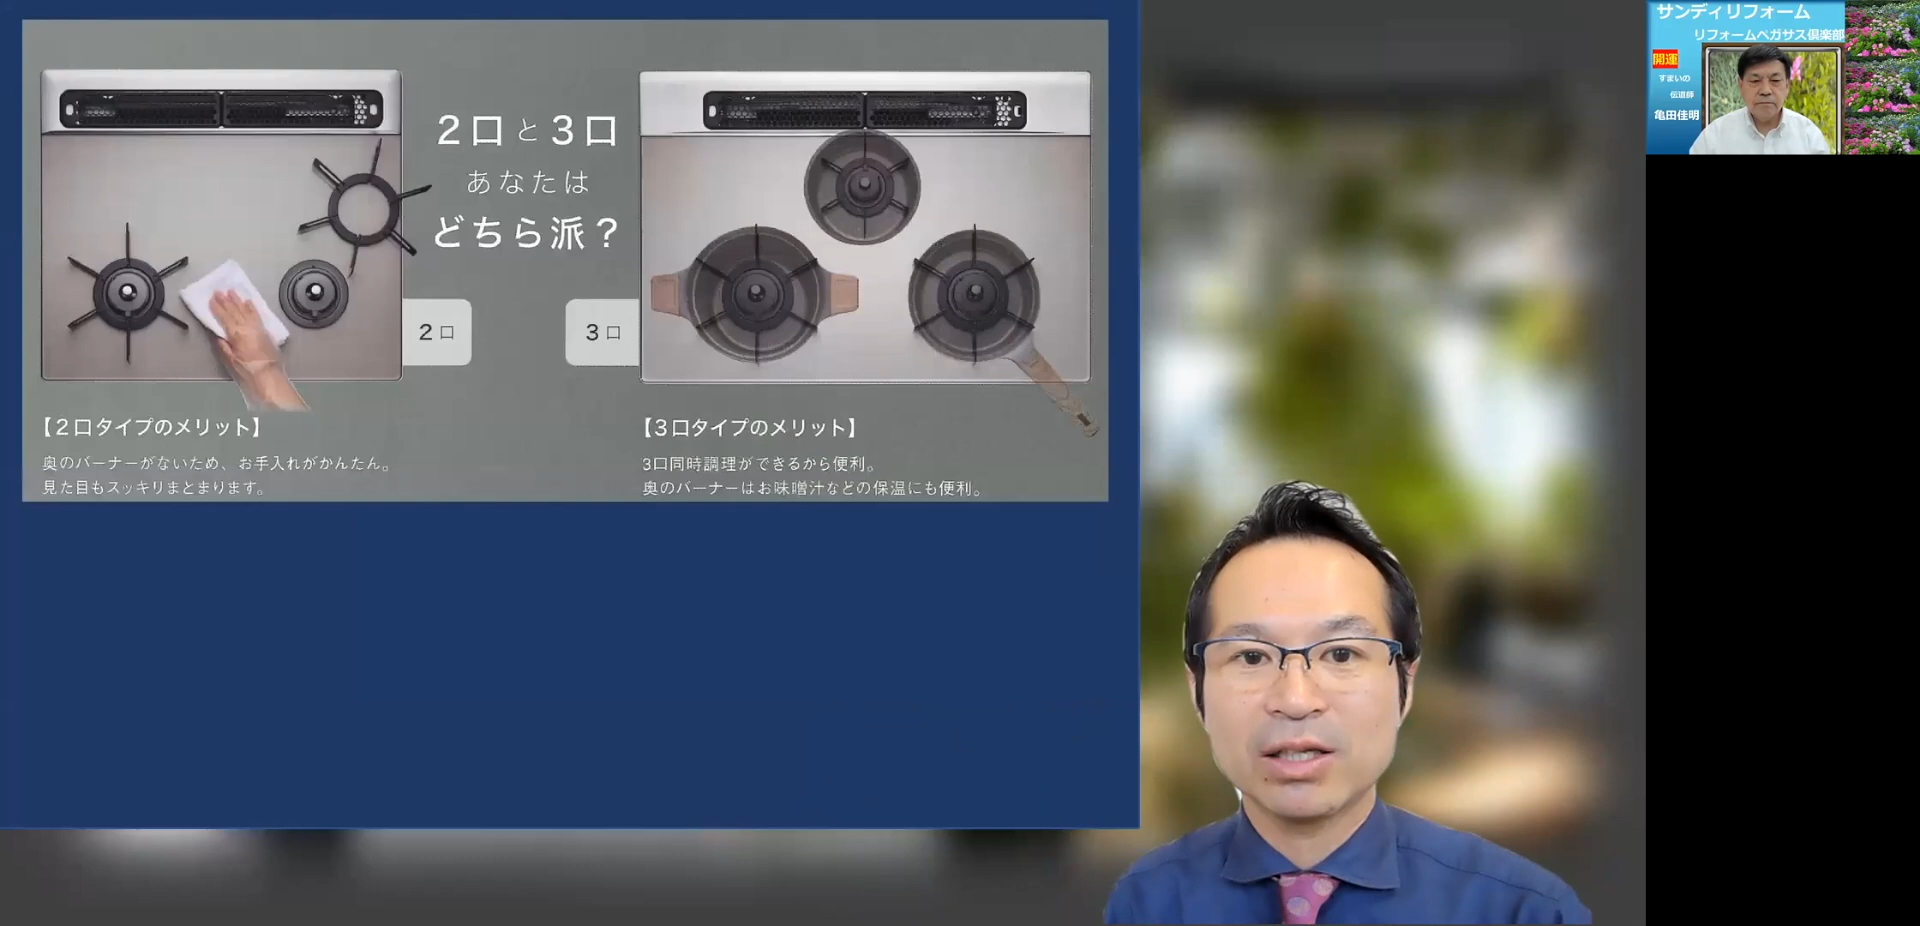 2口と3口
あなたは
どちら派？
2口
3口
【2口タイプのメリット】
奥のバーナーがないため、お手入れがかんたん。
見た目もスッキリまとまります。
【3口タイプのメリット】
3口同時調理ができるから便利。
奥のバーナーはお味噌汁などの保温にも便利。
サンディリフォーム
リフォームペガサス倶楽部
開運
すまいの
伝道師
亀田佳明